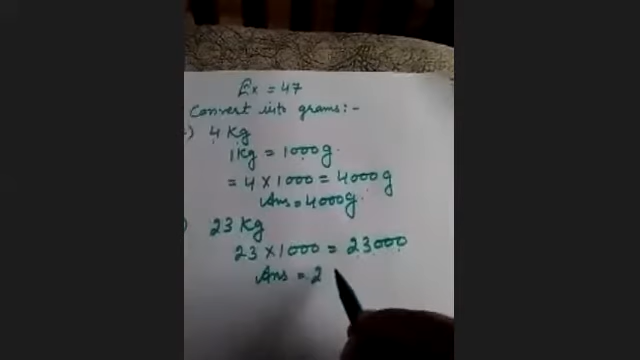 Ex = 47
Convert into grams:-
) 4 Kg
1Kg = 1000g.
= 4 × 1000 = 4000g
Ans = 4000g.
) 23 Kg
23 × 1000 = 23000
Ans = 2